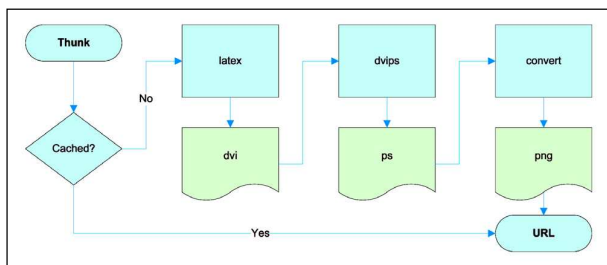 Thunk
latex
dvips
convert
No
Cached?
dvi
ps
png
Yes
URL